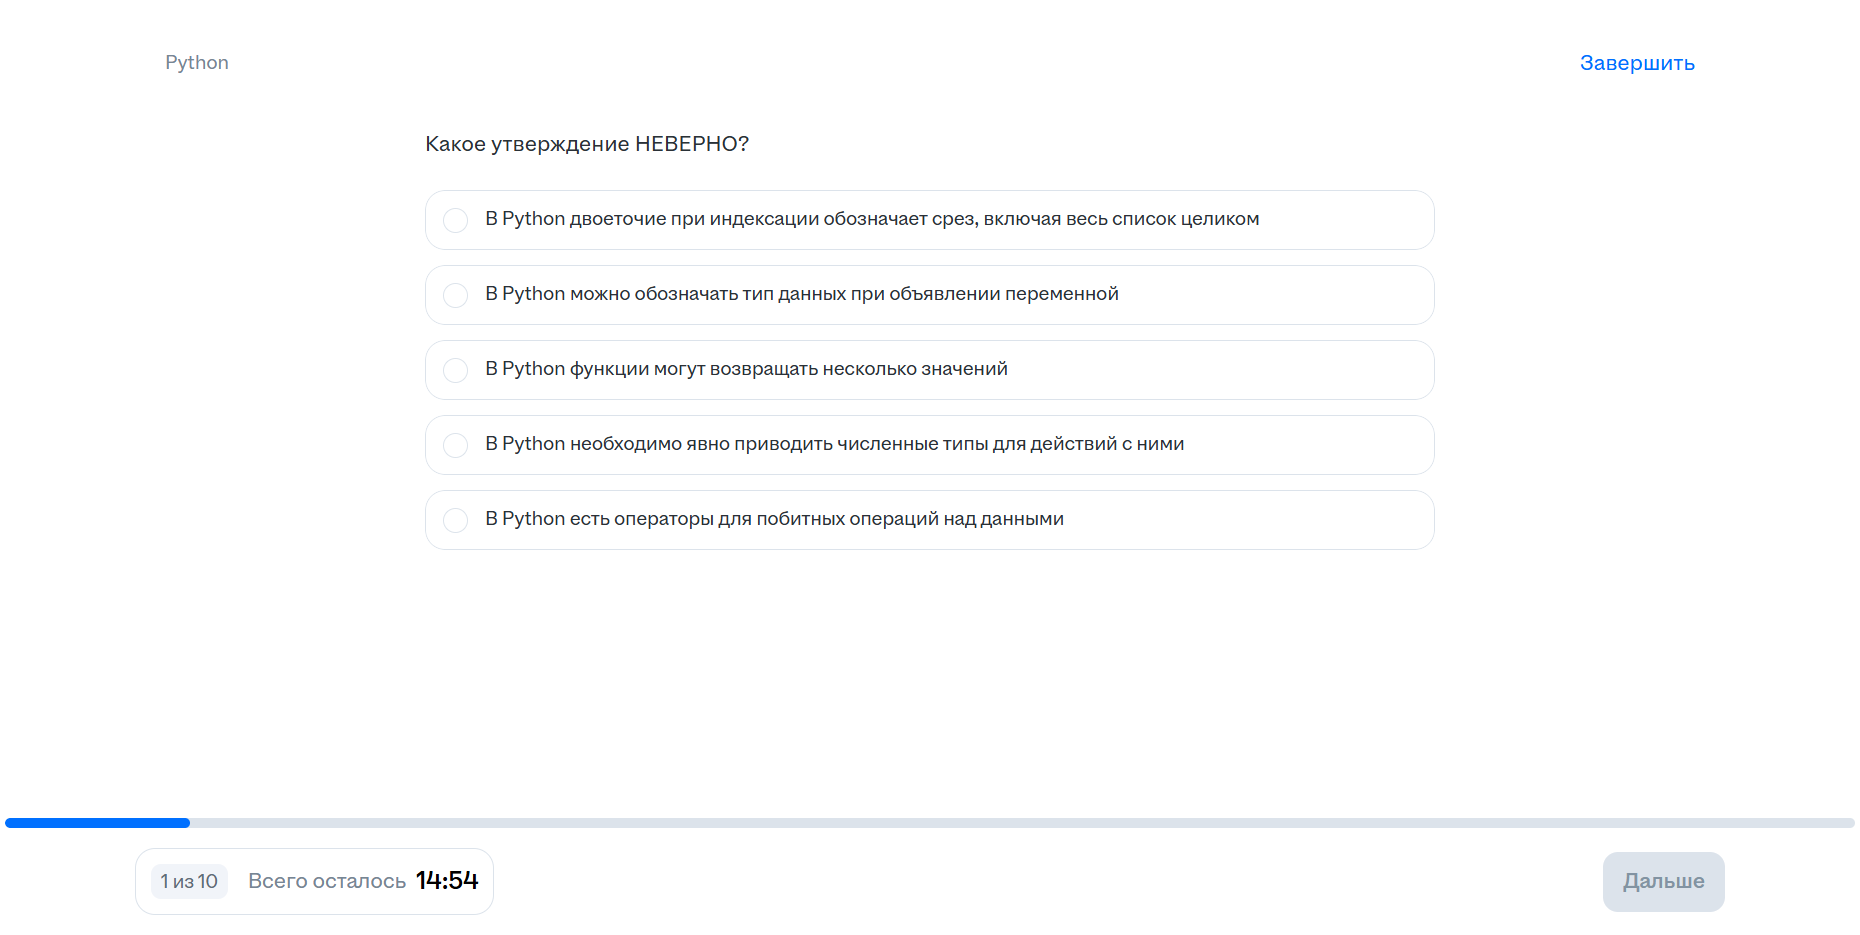 Python
Завершить
Какое утверждение НЕВЕРНО?
В Python двоеточие при индексации обозначает срез, включая весь список целиком
В Python можно обозначать тип данных при объявлении переменной
В Python функции могут возвращать несколько значений
В Python необходимо явно приводить численные типы для действий с ними
В Python есть операторы для побитных операций над данными
1 из 10 Всего осталось 14:54
Дальше